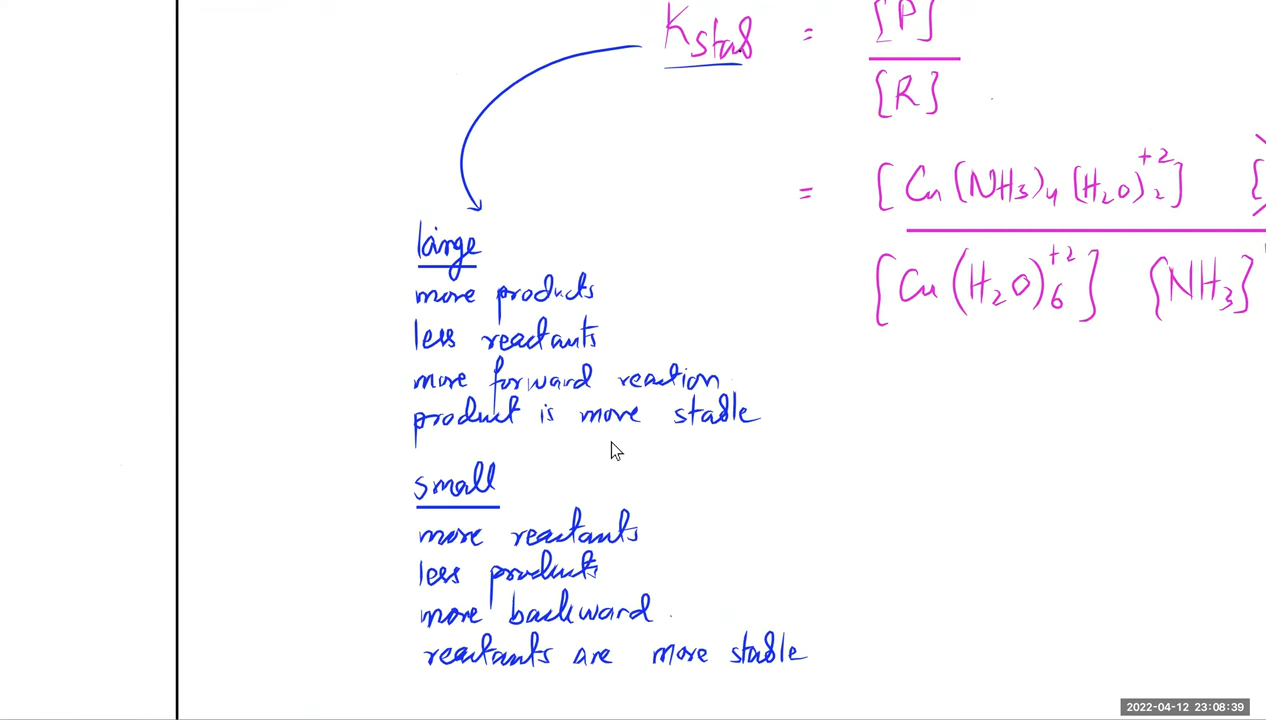 Kstab = [P]
[R]
= [Cu(NH3)4(H2O)2+2]
[Cu(H2O)6+2] [NH3]
large
more products
less reactants
more forward reaction
product is more stable
small
more reactants
less products
more backward
reactants are more stable
2022-04-12 23:08:39